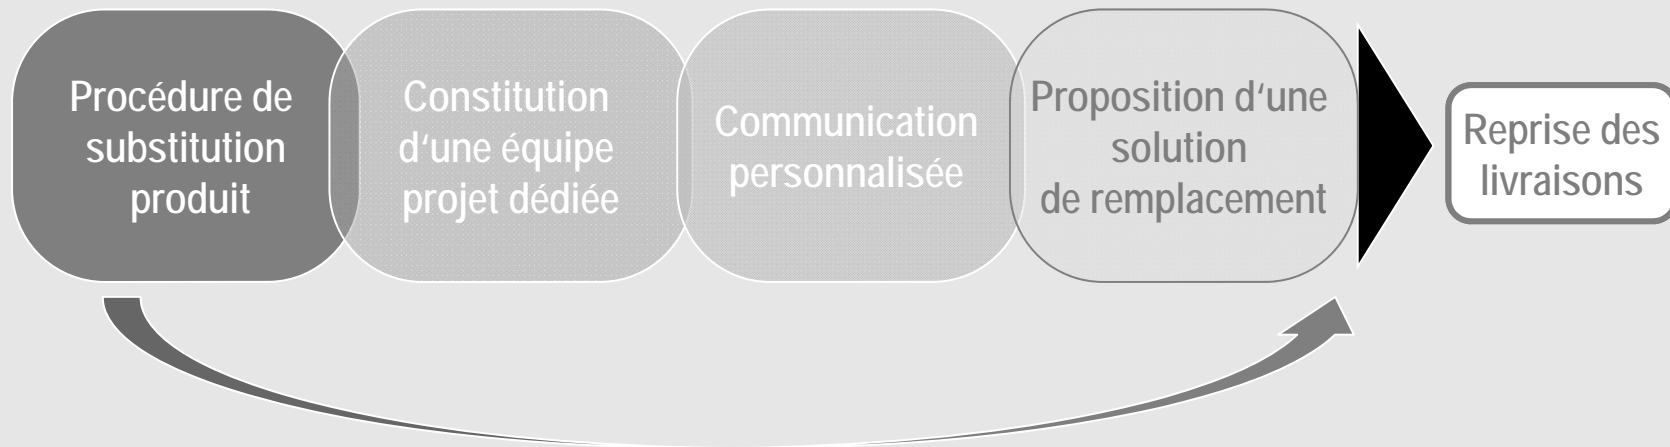 Procédure de
substitution
produit
Constitution
d‘une équipe
projet dédiée
Communication
personnalisée
Proposition d‘une
solution
de remplacement
Reprise des
livraisons